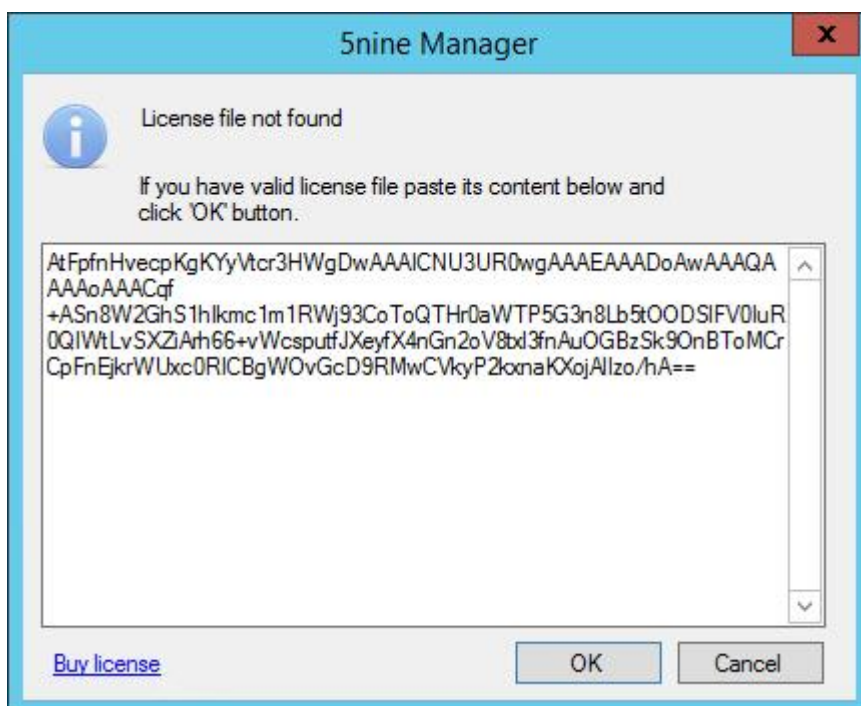 5nine Manager
x
License file not found
If you have valid license file paste its content below and
click 'OK' button.
AtFpfnHvecpKgKYyVtcr3HWgDwAAAICNU3UR0wgAAAEAAADoAwAAAQA
AAAoAAACqf
+ASn8W2GhS1hIkmc1m1RWj93CoToQTHr0aWTP5G3n8Lb5tOODSIFV0IuR
0QIWtLvSXZiArh66+vWcsputfJXeyfX4nGn2oV8txl3fnAuOGBzSk9OnBToMCr
CpFnEjkrWUxc0RICBgWOvGcD9RMwCVkyP2kxnaKXojAIIzo/hA==
Buy license
OK
Cancel